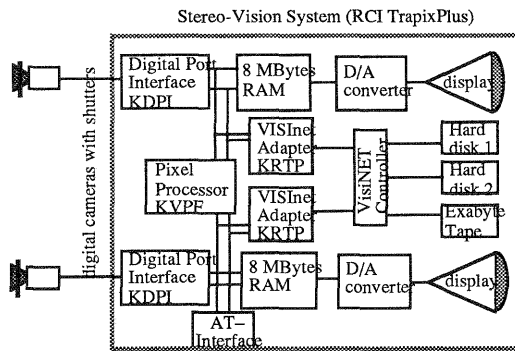 Stereo-Vision System (RCI TrapixPlus)
digital cameras with shutters
Digital Port
Interface
KDPI
8 MBytes
RAM
D/A
converter
display
VISInet
Adapter
KRTP
VisiNET
Controller
Hard
disk 1
Hard
disk 2
Exabyte
Tape
Pixel
Processor
KVPF
VISInet
Adapter
KRTP
Digital Port
Interface
KDPI
8 MBytes
RAM
D/A
converter
display
AT–
Interface